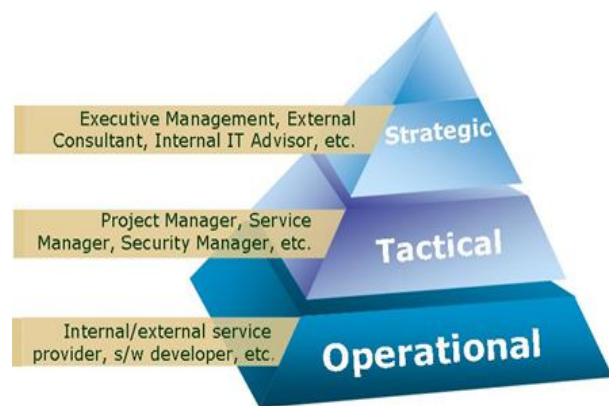 Executive Management, External
Consultant, Internal IT Advisor, etc.
Strategic
Project Manager, Service
Manager, Security Manager, etc.
Tactical
Internal/external service
provider, s/w developer, etc.
Operational